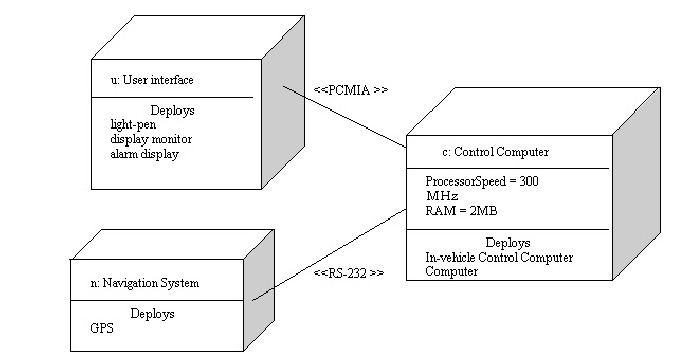 u: User interface
Deploys
light-pen
display monitor
alarm display
<<PCMIA >>
c: Control Computer
ProcessorSpeed = 300
MHz
RAM = 2MB
Deploys
In-vehicle Control Computer
Computer
<<RS-232 >>
n: Navigation System
Deploys
GPS